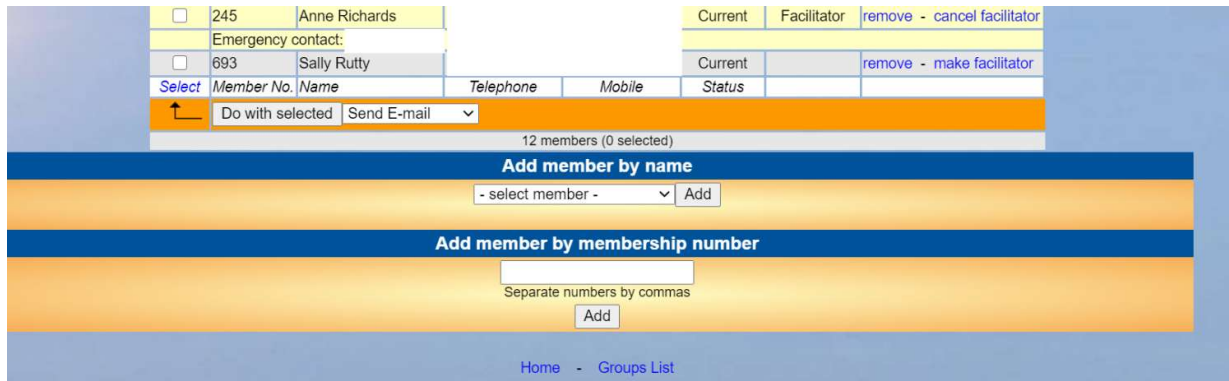 245 Anne Richards Current Facilitator remove - cancel facilitator
Emergency contact:
693 Sally Rutty Current remove - make facilitator
Select Member No. Name Telephone Mobile Status
Do with selected Send E-mail
12 members (0 selected)
Add member by name
- select member - Add
Add member by membership number
Separate numbers by commas
Add
Home - Groups List